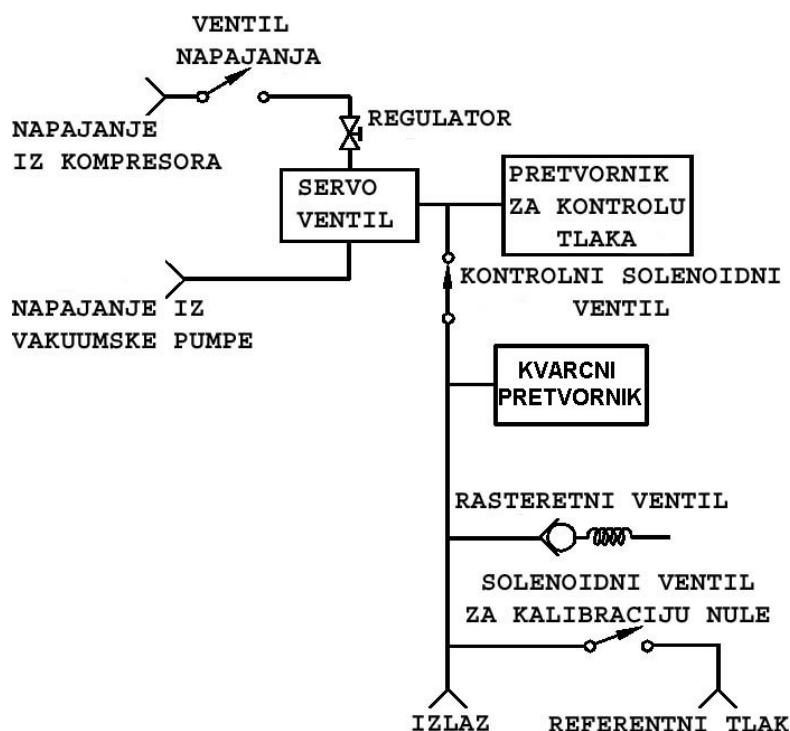 VENTIL
NAPAJANJA
NAPAJANJE
IZ KOMPRESORA
REGULATOR
SERVO
VENTIL
PRETVORNIK
ZA KONTROLU
TLAKA
KONTROLNI SOLENOIDNI
VENTIL
NAPAJANJE IZ
VAKUUMSKE PUMPE
KVARCNI
PRETVORNIK
RASTERETNI VENTIL
SOLENOIDNI VENTIL
ZA KALIBRACIJU NULE
IZLAZ
REFERENTNI TLAK